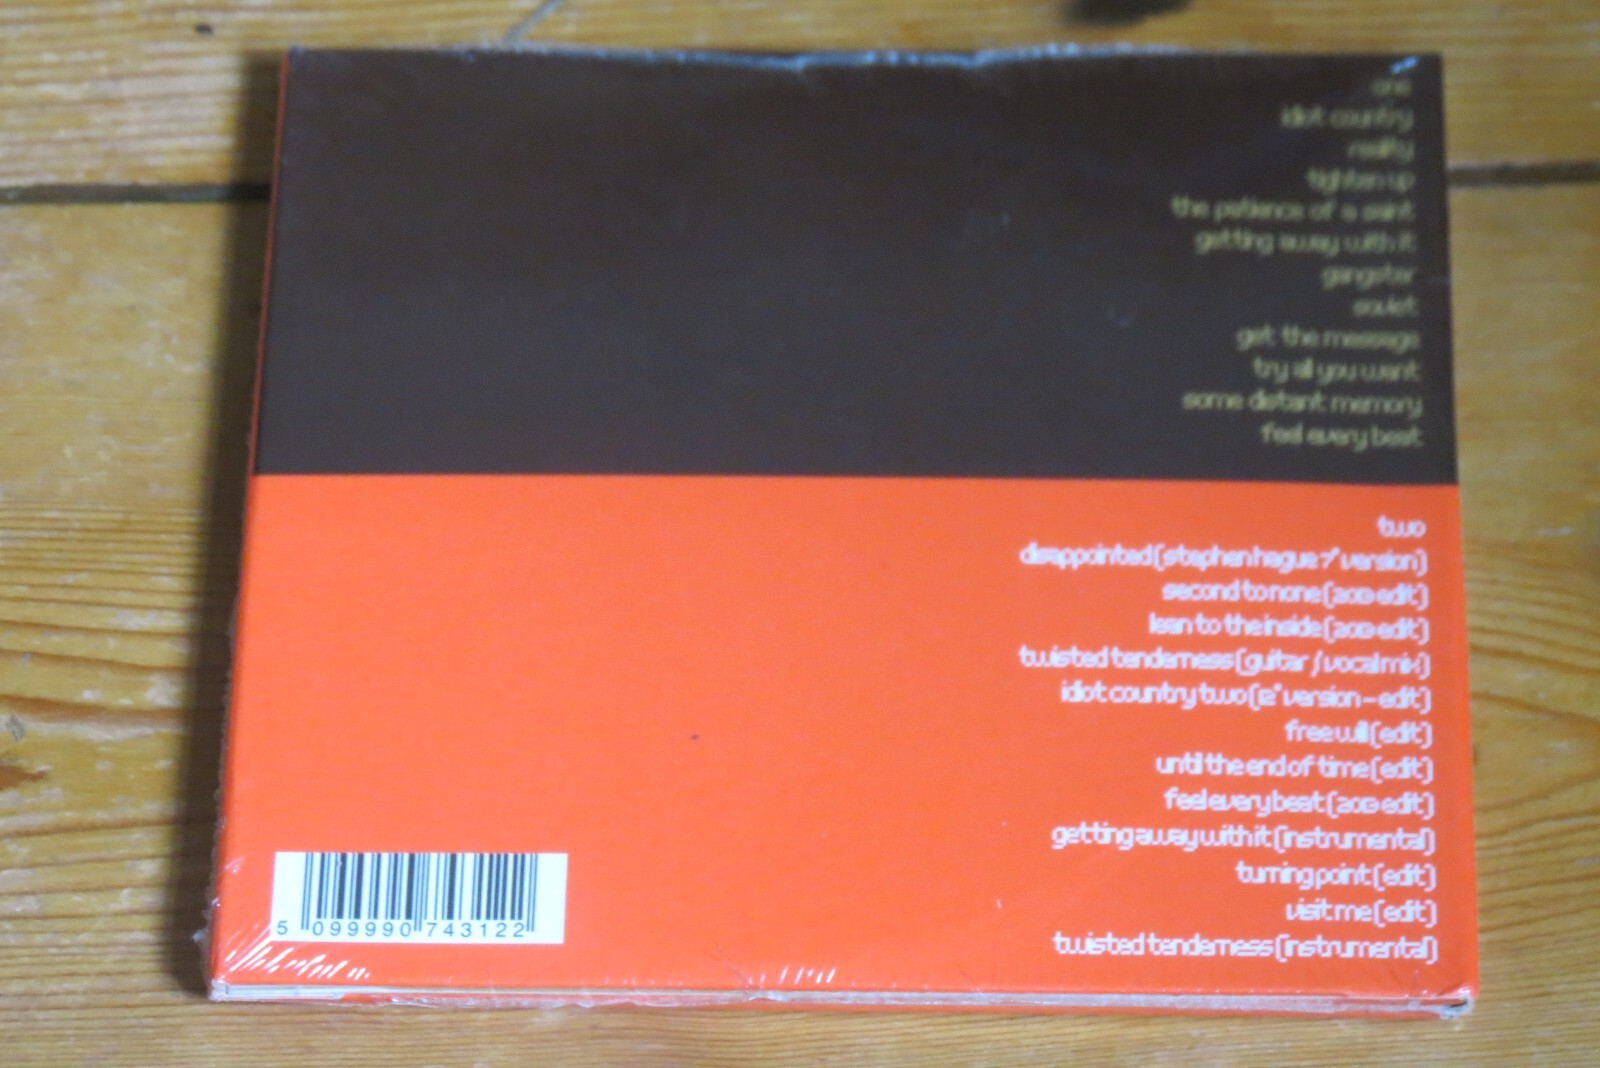 one
idiot country
reality
tighten up
the patience of a saint
getting away with it
gangster
soviet
get the message
try all you want
some distant memory
feel every beat
two
disappointed (stephen hague 7" version)
second to none (2013 edit)
lean to the inside (2013 edit)
twisted tenderness (guitar / vocal mix)
idiot country two (12" version - edit)
free will (edit)
until the end of time (edit)
feel every beat (2013 edit)
getting away with it (instrumental)
turning point (edit)
visit me (edit)
twisted tenderness (instrumental)
5 099990 743122